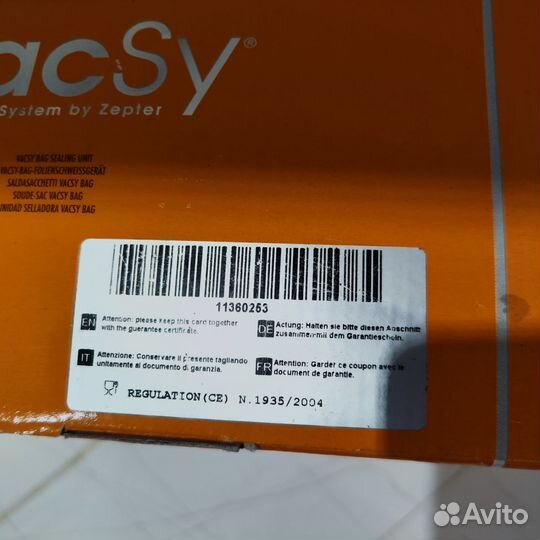 acSy®
System by Zepter
VACSY BAG SEALING UNIT
VACSY-BAG-FOLIENSCHWEISSGERÄT
SALDASACCHETTI VACSY BAG
SOUDE-SAC VACSY BAG
UNIDAD SELLADORA VACSY BAG
11360253
EN Attention: please keep this card together
with the guerantee certificate.
DE Actung: Halten sie bitte diesen Abschnitt
zusammen mit dem Garantieschein.
IT Attenzione: Conservare il presente tagliando
unitamente al documento di garanzia.
FR Attention: Garder ce coupon avec le
document de garantie.
REGULATION(CE) N.1935/2004
Avito